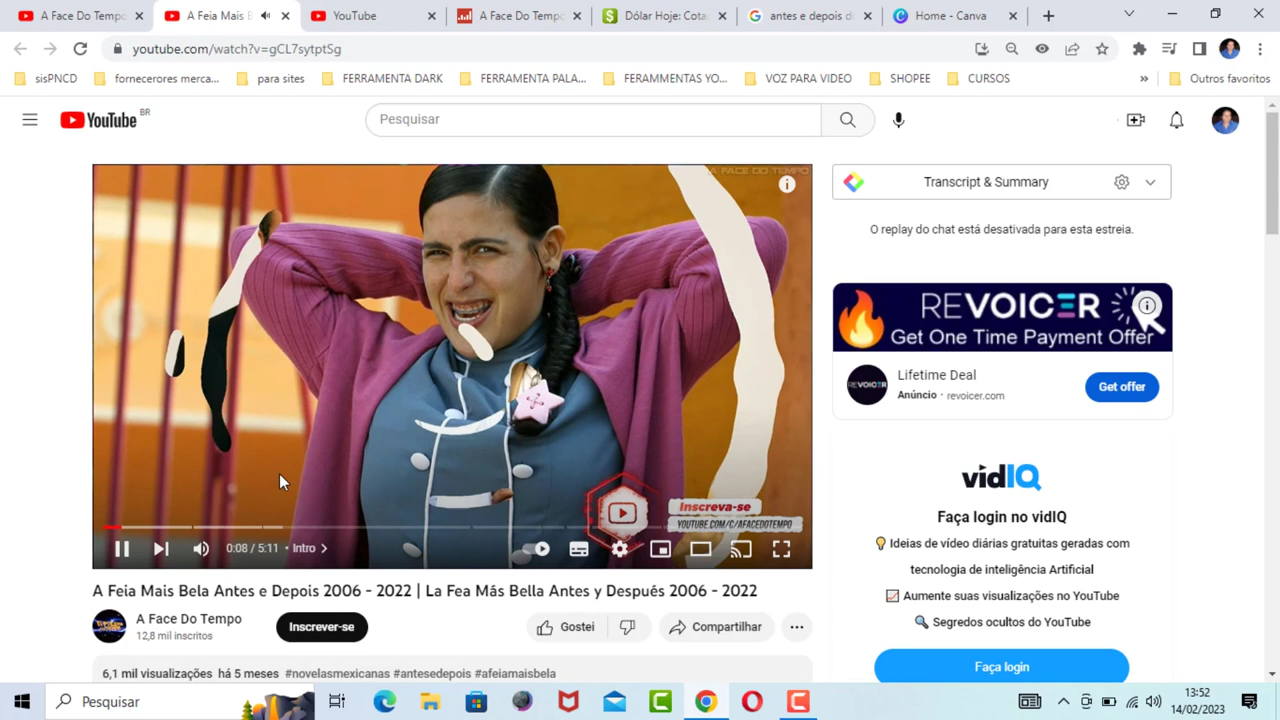 A Face Do Tempo
A Feia Mais B
YouTube
A Face Do Tempo
Dólar Hoje: Cota
antes e depois d
Home - Canva
youtube.com/watch?v=gCL7sytptSg
sisPNCD
fornecerores merca...
para sites
FERRAMENTA DARK
FERRAMENTA PALA...
FERAMMENTAS YO...
VOZ PARA VIDEO
SHOPEE
CURSOS
Outros favoritos
YouTube BR
Pesquisar
A FACE DO TEMPO
Transcript & Summary
O replay do chat está desativada para esta estreia.
REVOICER
Get One Time Payment Offer
REVOICER
Lifetime Deal
Anúncio · revoicer.com
Get offer
vidIQ
Faça login no vidIQ
Ideias de vídeo diárias gratuitas geradas com
tecnologia de inteligência Artificial
Aumente suas visualizações no YouTube
Segredos ocultos do YouTube
Faça login
Inscreva-se
YOUTUBE.COM/C/AFACEDOTEMPO
0:08 / 5:11 • Intro
A Feia Mais Bela Antes e Depois 2006 - 2022 | La Fea Más Bella Antes y Después 2006 - 2022
A Face Do Tempo
12,8 mil inscritos
Inscrever-se
Gostei
Compartilhar
6,1 mil visualizações há 5 meses #novelasmexicanas #antesedepois #afeiamaisbela
Pesquisar
13:52
14/02/2023